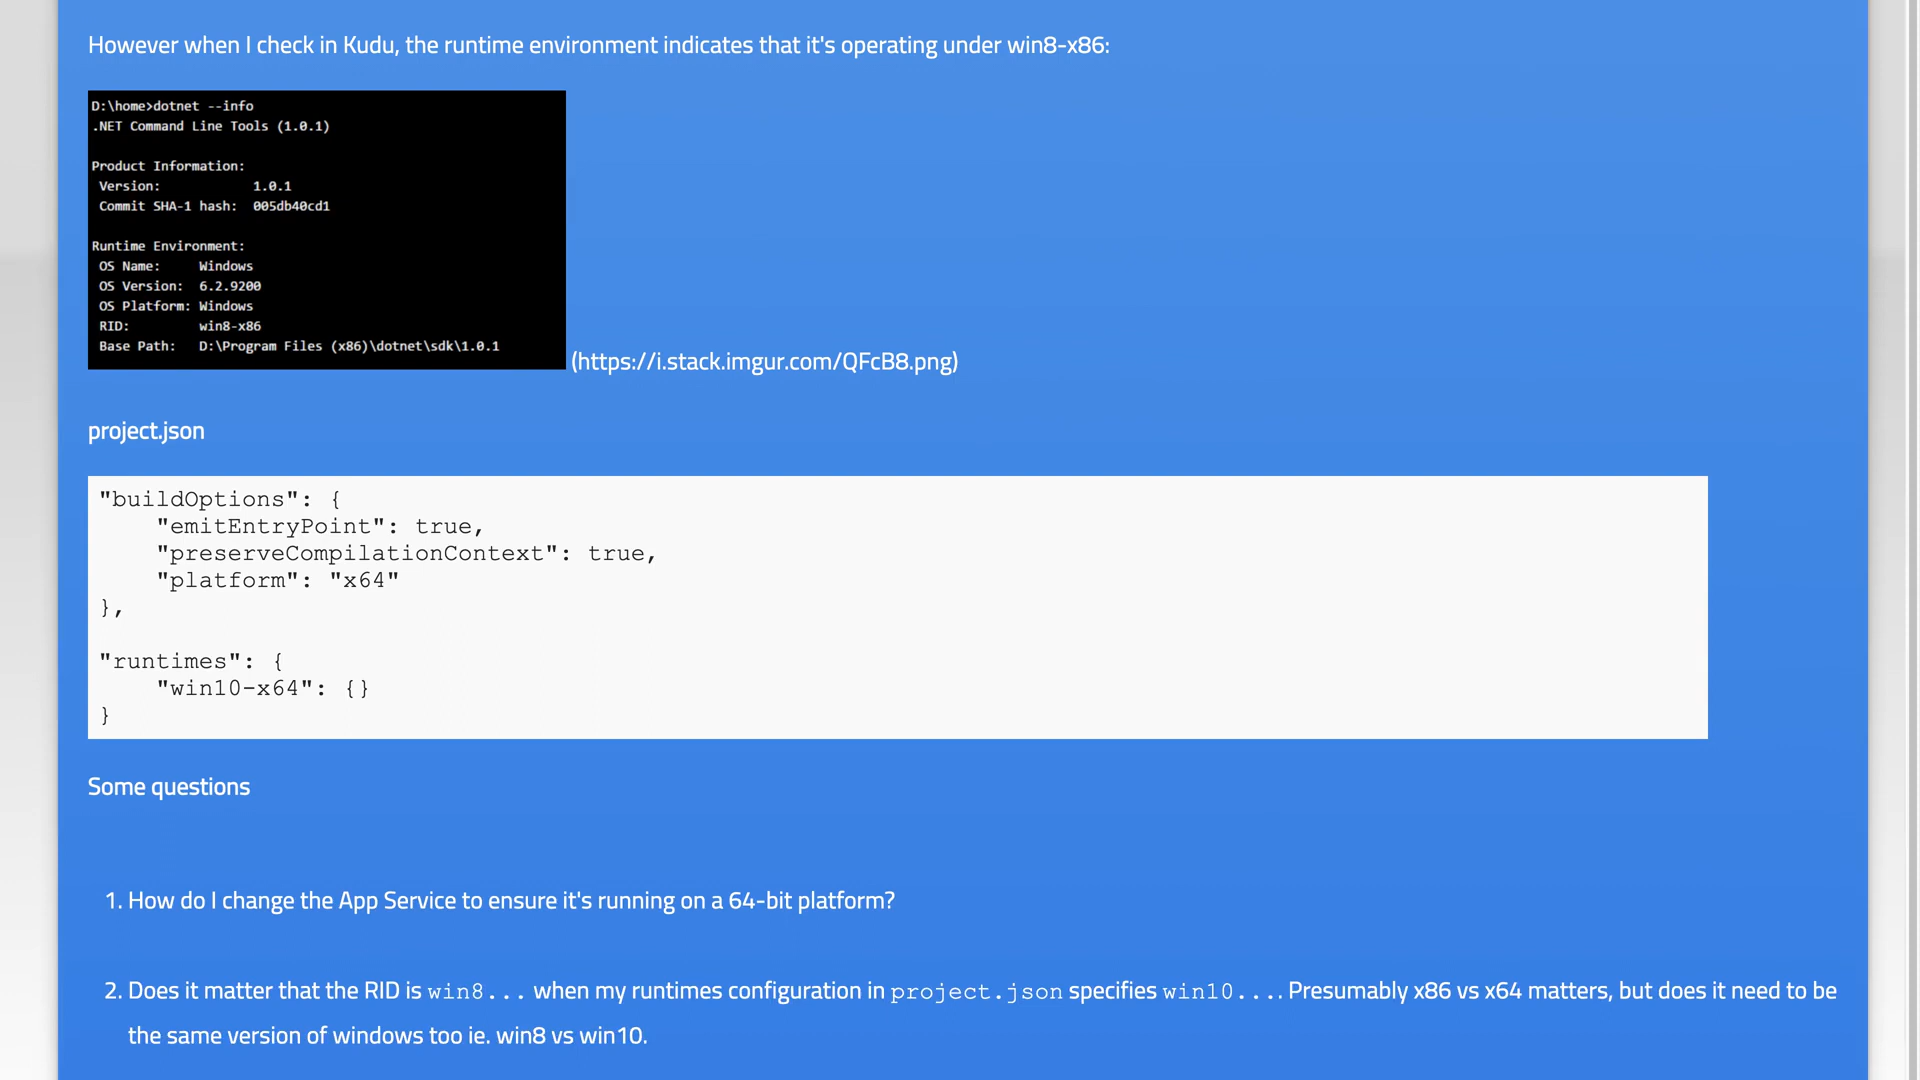 However when I check in Kudu, the runtime environment indicates that it's operating under win8-x86:
D:\home>dotnet --info
.NET Command Line Tools (1.0.1)
Product Information:
Version: 1.0.1
Commit SHA-1 hash: 005db40cd1
Runtime Environment:
OS Name: Windows
OS Version: 6.2.9200
OS Platform: Windows
RID: win8-x86
Base Path: D:\Program Files (x86)\dotnet\sdk\1.0.1
(https://i.stack.imgur.com/QFcB8.png)
project.json
"buildOptions": {
"emitEntryPoint": true,
"preserveCompilationContext": true,
"platform": "x64"
},
"runtimes": {
"win10-x64": {}
}
Some questions
1. How do I change the App Service to ensure it's running on a 64-bit platform?
2. Does it matter that the RID is win8... when my runtimes configuration in project.json specifies win10.... Presumably x86 vs x64 matters, but does it need to be
the same version of windows too ie. win8 vs win10.